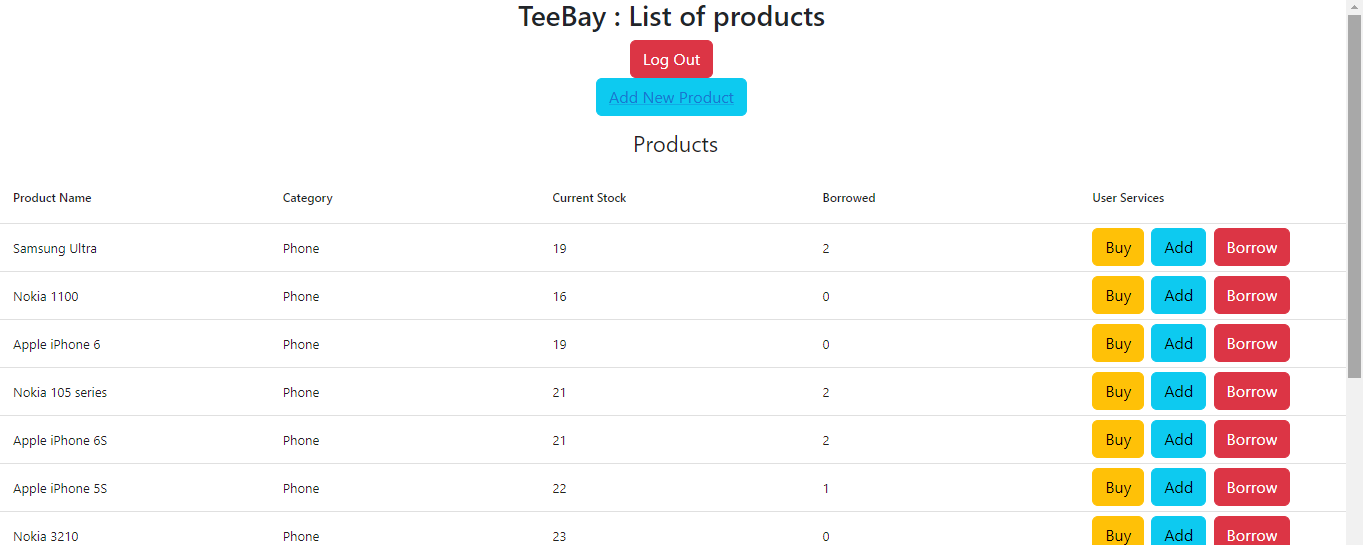 TeeBay : List of products
Log Out
Add New Product
Products
Product Name Category Current Stock Borrowed User Services
Samsung Ultra Phone 19 2 Buy Add Borrow
Nokia 1100 Phone 16 0 Buy Add Borrow
Apple iPhone 6 Phone 19 0 Buy Add Borrow
Nokia 105 series Phone 21 2 Buy Add Borrow
Apple iPhone 6S Phone 21 2 Buy Add Borrow
Apple iPhone 5S Phone 22 1 Buy Add Borrow
Nokia 3210 Phone 23 0 Buy Add Borrow